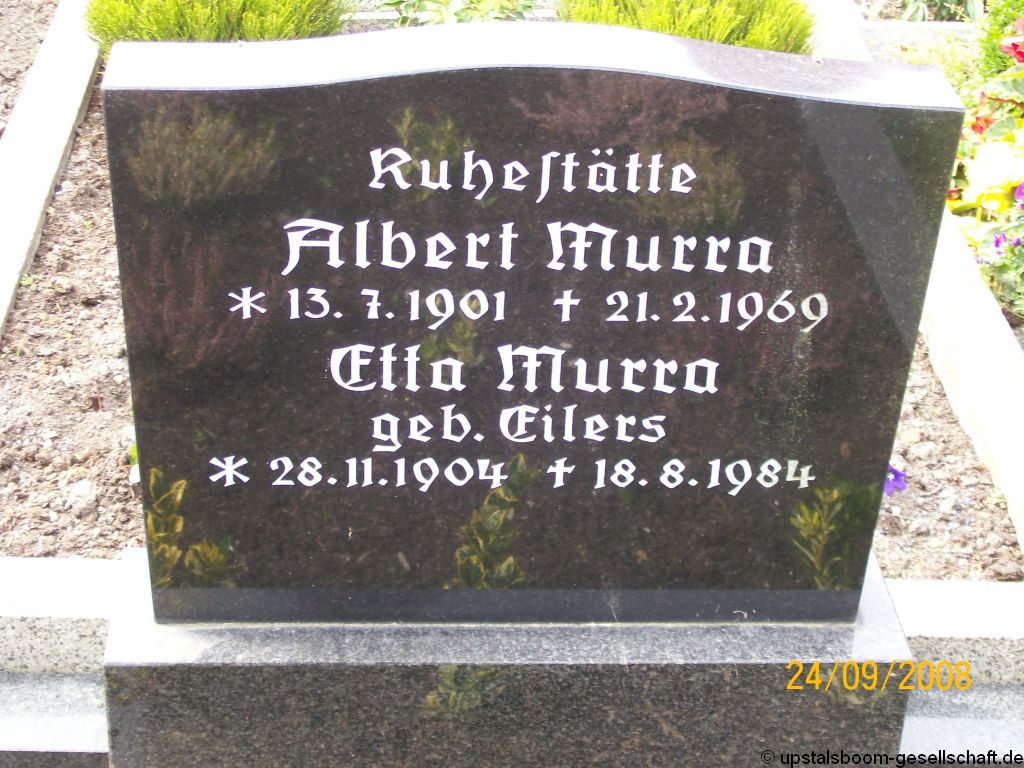 Ruheſtätte
Albert Murra
* 13. 7. 1901 † 21. 2. 1969
Etta Murra
geb. Eilers
* 28. 11. 1904 † 18. 8. 1984
24/09/2008
© upstalsboom-gesellschaft.de